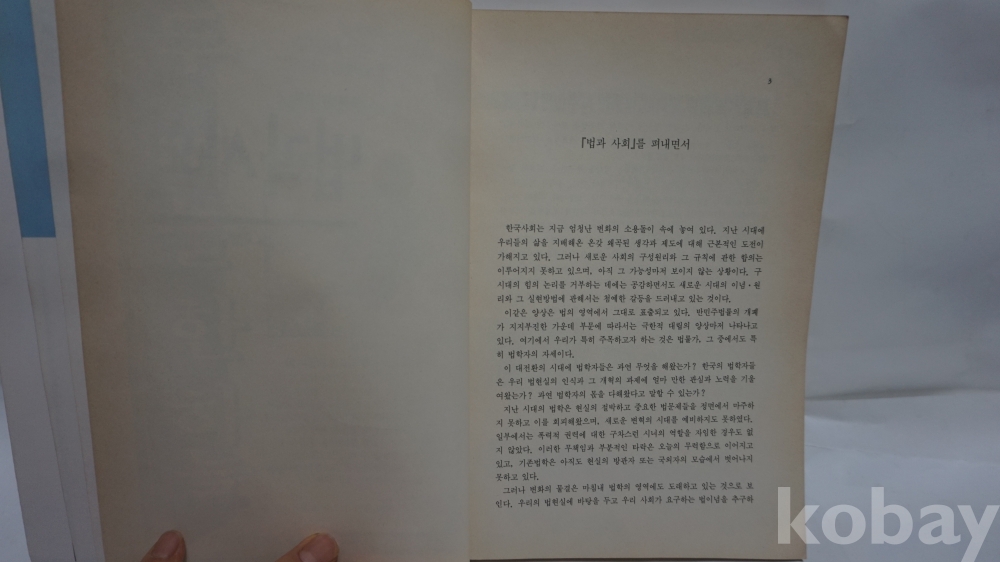 3
『법과 사회』를 펴내면서
한국사회는 지금 엄청난 변화의 소용돌이 속에 놓여 있다. 지난 시대에
우리들의 삶을 지배해온 온갖 왜곡된 생각과 제도에 대해 근본적인 도전이
가해지고 있다. 그러나 새로운 사회의 구성원리와 그 규칙에 관한 합의는
이루어지지 못하고 있으며, 아직 그 가능성마저 보이지 않는 상황이다. 구
시대의 힘의 논리를 거부하는 데에는 공감하면서도 새로운 시대의 이념·원
리와 그 실현방법에 관해서는 첨예한 갈등을 드러내고 있는 것이다.
이같은 양상은 법의 영역에서 그대로 표출되고 있다. 반민주법률의 개폐
가 지지부진한 가운데 부문에 따라서는 극한적 대립의 양상마저 나타나고
있다. 여기에서 우리가 특히 주목하고자 하는 것은 법률가, 그 중에서도 특
히 법학자의 자세이다.
이 대전환의 시대에 법학자들은 과연 무엇을 해왔는가? 한국의 법학자들
은 우리 법현실의 인식과 그 개혁의 과제에 얼마 만한 관심과 노력을 기울
여왔는가? 과연 법학자의 몫을 다해왔다고 말할 수 있는가?
지난 시대의 법학은 현실의 절박하고 중요한 법문제들을 정면에서 마주하
지 못하고 이를 회피해왔으며, 새로운 변혁의 시대를 예비하지도 못하였다.
일부에서는 폭력적 권력에 대한 구차스런 시녀의 역할을 자임한 경우도 없
지 않았다. 이러한 무책임과 부분적인 타락은 오늘의 무력함으로 이어지고
있고, 기존법학은 아직도 현실의 방관자 또는 국외자의 모습에서 벗어나지
못하고 있다.
그러나 변화의 물결은 마침내 법학의 영역에도 도래하고 있는 것으로 보
인다. 우리의 법현실에 바탕을 두고 우리 사회가 요구하는 법이념을 추구하
kobay